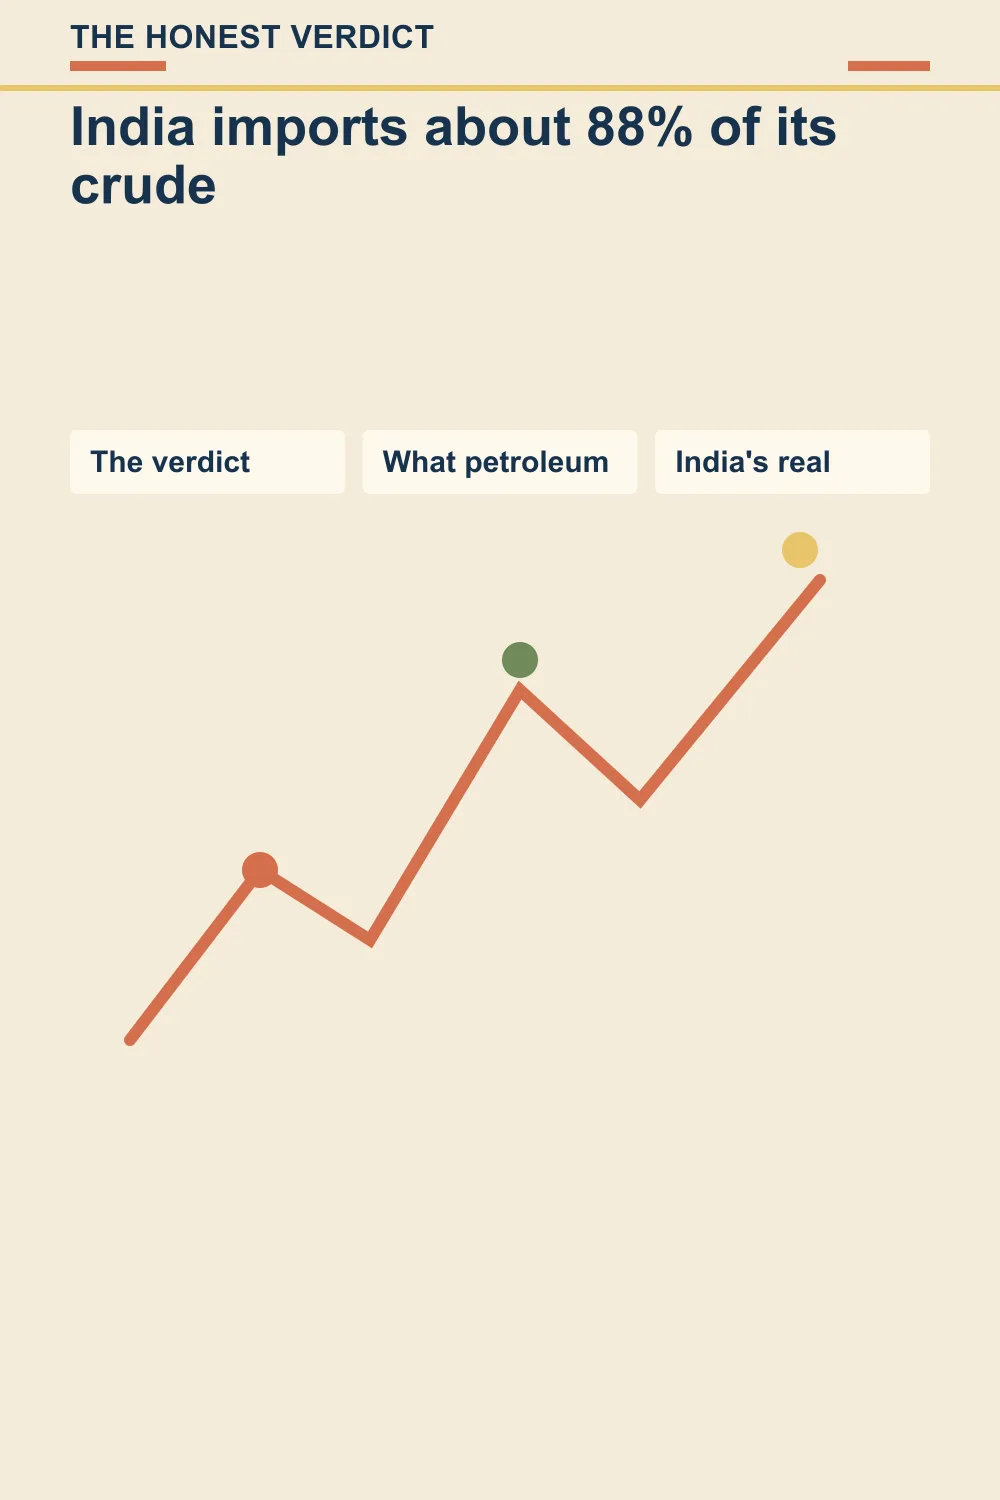 THE HONEST VERDICT
India imports about 88% of its
crude
The verdict
What petroleum
India's real